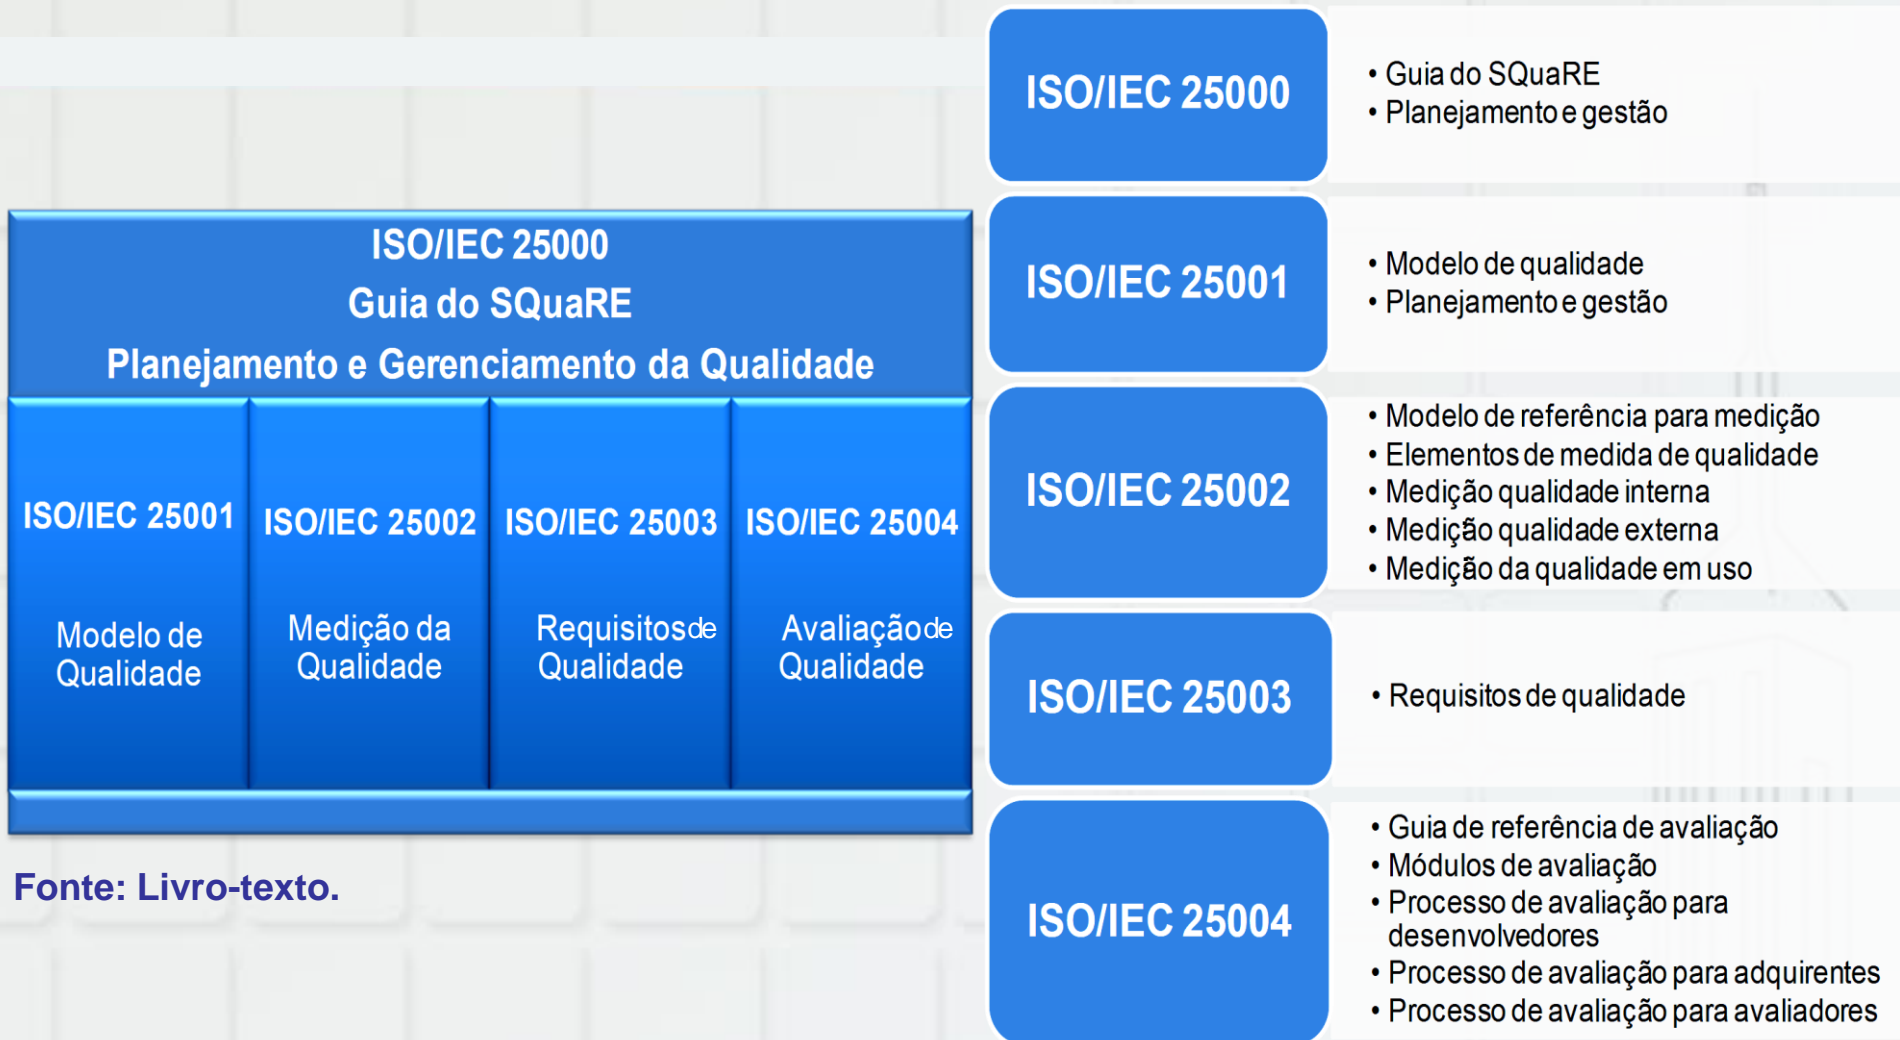 ISO/IEC 25000
Guia do SQuaRE
Planejamento e Gerenciamento da Qualidade
ISO/IEC 25001
Modelo de
Qualidade
ISO/IEC 25002
Medição da
Qualidade
ISO/IEC 25003
Requisitos de
Qualidade
ISO/IEC 25004
Avaliação de
Qualidade
Fonte: Livro-texto.
ISO/IEC 25000
• Guia do SQuaRE
• Planejamento e gestão
ISO/IEC 25001
• Modelo de qualidade
• Planejamento e gestão
ISO/IEC 25002
• Modelo de referência para medição
• Elementos de medida de qualidade
• Medição qualidade interna
• Medição qualidade externa
• Medição da qualidade em uso
ISO/IEC 25003
• Requisitos de qualidade
ISO/IEC 25004
• Guia de referência de avaliação
• Módulos de avaliação
• Processo de avaliação para
desenvolvedores
• Processo de avaliação para adquirentes
• Processo de avaliação para avaliadores